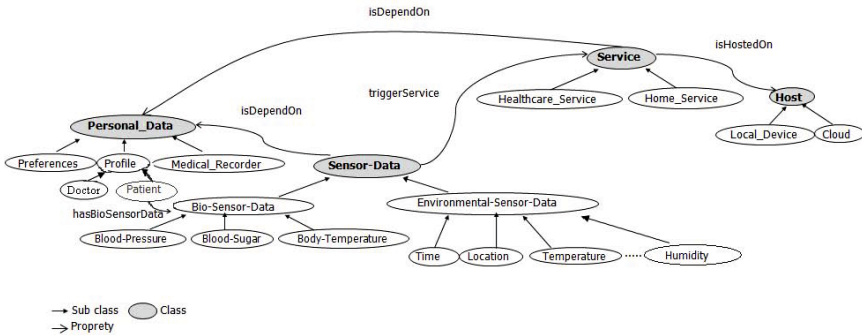 isDependOn
Service
isHostedOn
Healthcare_Service
Home_Service
Host
triggerService
Local_Device
Cloud
isDependOn
Personal_Data
Preferences
Profile
Medical_Recorder
Sensor-Data
Doctor
Patient
hasBioSensorData
Bio-Sensor-Data
Environmental-Sensor-Data
Blood-Pressure
Blood-Sugar
Body-Temperature
Time
Location
Temperature
......
Humidity
Sub class
Class
Proprety